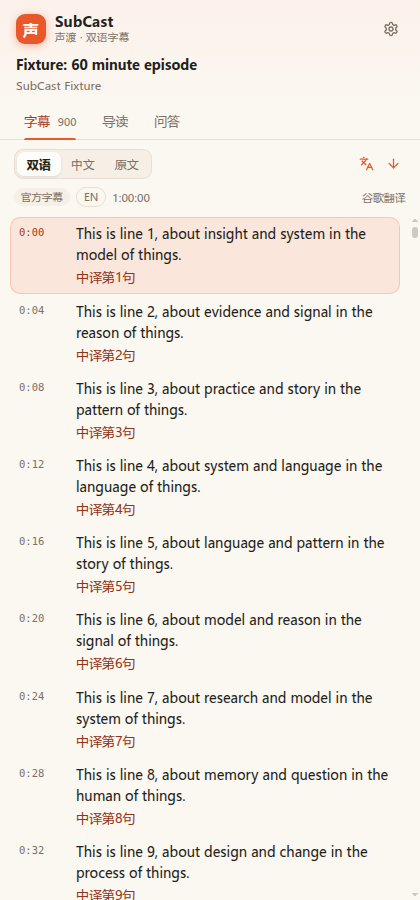 声
SubCast
声渡 · 双语字幕
Fixture: 60 minute episode
SubCast Fixture
字幕 900 导读 问答
双语 中文 原文
官方字幕 EN 1:00:00 谷歌翻译
0:00 This is line 1, about insight and system in the
model of things.
中译第1句
0:04 This is line 2, about evidence and signal in the
reason of things.
中译第2句
0:08 This is line 3, about practice and story in the
pattern of things.
中译第3句
0:12 This is line 4, about system and language in the
language of things.
中译第4句
0:16 This is line 5, about language and pattern in the
story of things.
中译第5句
0:20 This is line 6, about model and reason in the
signal of things.
中译第6句
0:24 This is line 7, about research and model in the
system of things.
中译第7句
0:28 This is line 8, about memory and question in the
human of things.
中译第8句
0:32 This is line 9, about design and change in the
process of things.
中译第9句